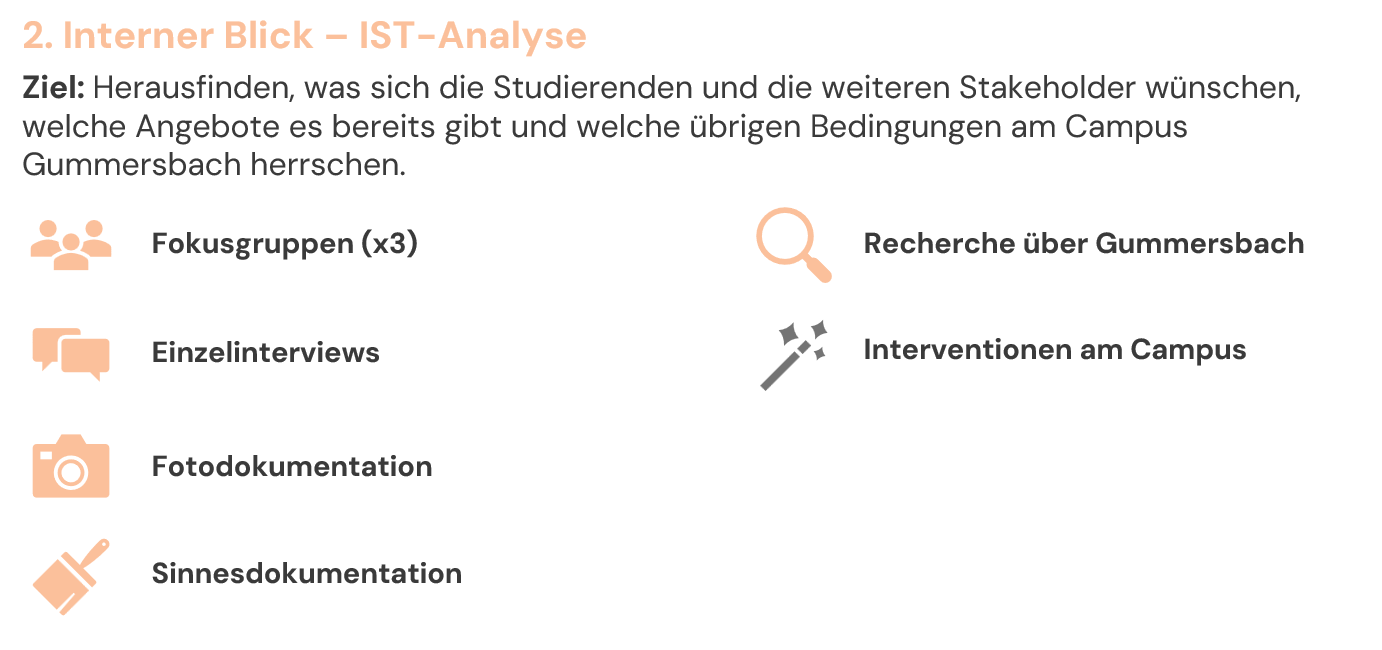 2. Interner Blick – IST-Analyse
Ziel: Herausfinden, was sich die Studierenden und die weiteren Stakeholder wünschen,
welche Angebote es bereits gibt und welche übrigen Bedingungen am Campus
Gummersbach herrschen.
Fokusgruppen (x3)
Einzelinterviews
Fotodokumentation
Sinnesdokumentation
Recherche über Gummersbach
Interventionen am Campus